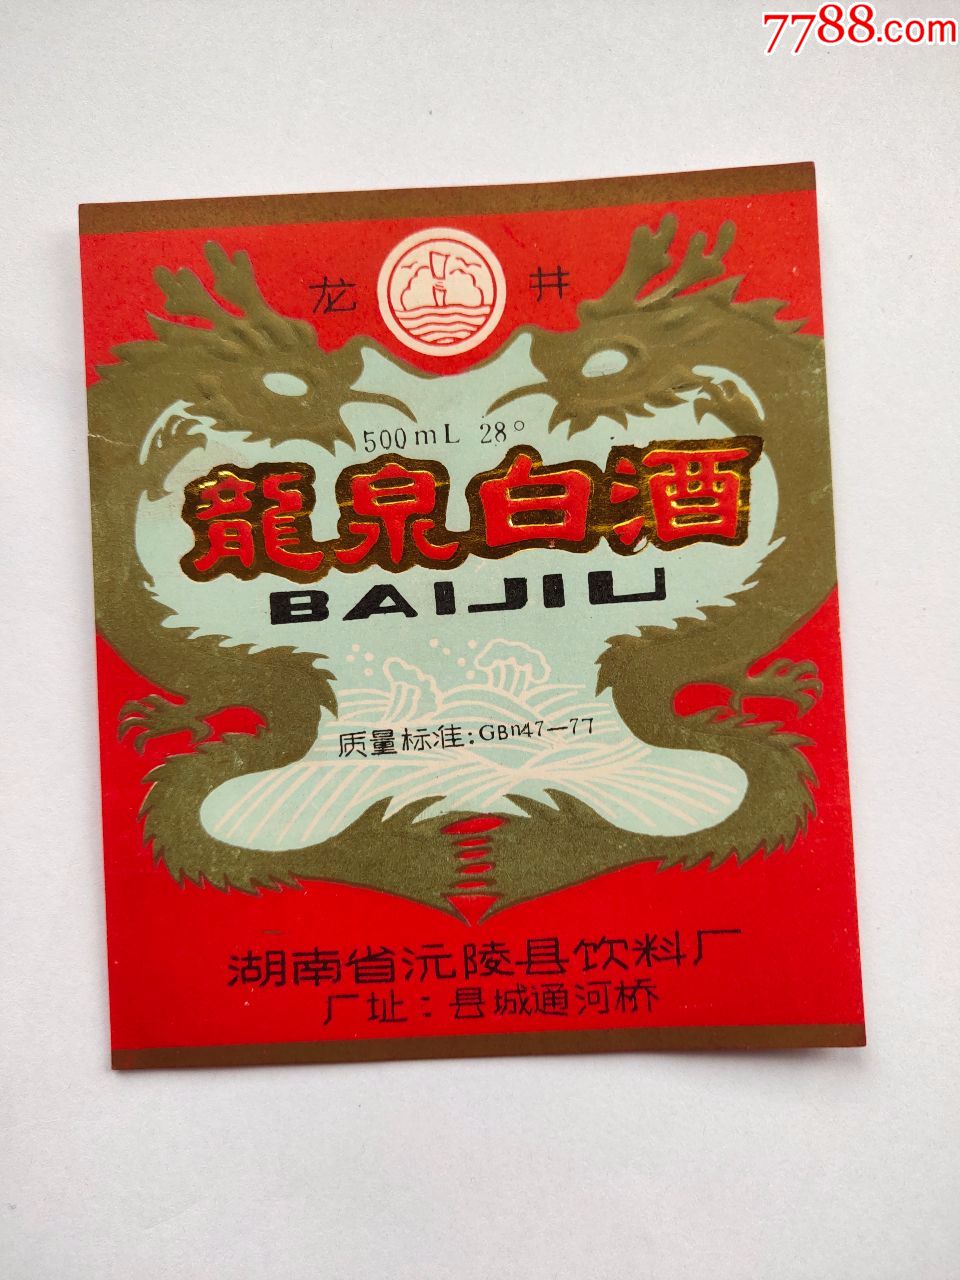 7788.com
龙 井
500mL 28°
龍泉白酒
BAIJIU
质量标准:GBn47—77
湖南省沅陵县饮料厂
厂址:县城通河桥